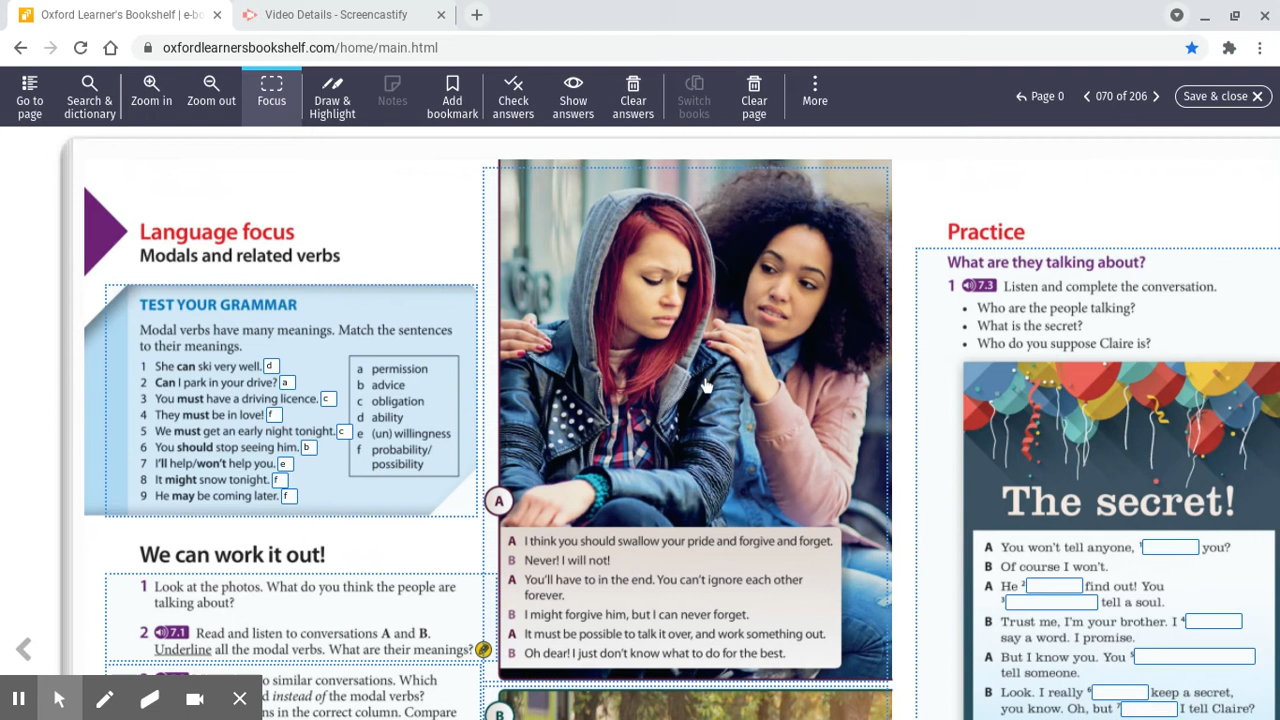 Oxford Learner's Bookshelf | e-bo
Video Details - Screencastify
oxfordlearnersbookshelf.com/home/main.html
Go to page
Search & dictionary
Zoom in
Zoom out
Focus
Draw & Highlight
Notes
Add bookmark
Check answers
Show answers
Clear answers
Switch books
Clear page
More
Page 0
070 of 206
Save & close
Language focus
Modals and related verbs
TEST YOUR GRAMMAR
Modal verbs have many meanings. Match the sentences
to their meanings.
1 She can ski very well. d
2 Can I park in your drive? a
3 You must have a driving licence. c
4 They must be in love! f
5 We must get an early night tonight. c
6 You should stop seeing him. b
7 I'll help/won't help you. e
8 It might snow tonight. f
9 He may be coming later. f
a permission
b advice
c obligation
d ability
e (un)willingness
f probability/
possibility
We can work it out!
1 Look at the photos. What do you think the people are
talking about?
2 7.1 Read and listen to conversations A and B.
Underline all the modal verbs. What are their meanings?
o similar conversations. Which
d instead of the modal verbs?
ns in the correct column. Compare
A
A I think you should swallow your pride and forgive and forget.
B Never! I will not!
A You'll have to in the end. You can't ignore each other
forever.
B I might forgive him, but I can never forget.
A It must be possible to talk it over, and work something out.
B Oh dear! I just don't know what to do for the best.
B
Practice
What are they talking about?
1 7.3 Listen and complete the conversation.
• Who are the people talking?
• What is the secret?
• Who do you suppose Claire is?
The secret!
A You won't tell anyone, 1 you?
B Of course I won't.
A He 2 find out! You
3 tell a soul.
B Trust me, I'm your brother. I 4
say a word. I promise.
A But I know you. You 5
tell someone.
B Look. I really 6 keep a secret,
you know. Oh, but 7 I tell Claire?